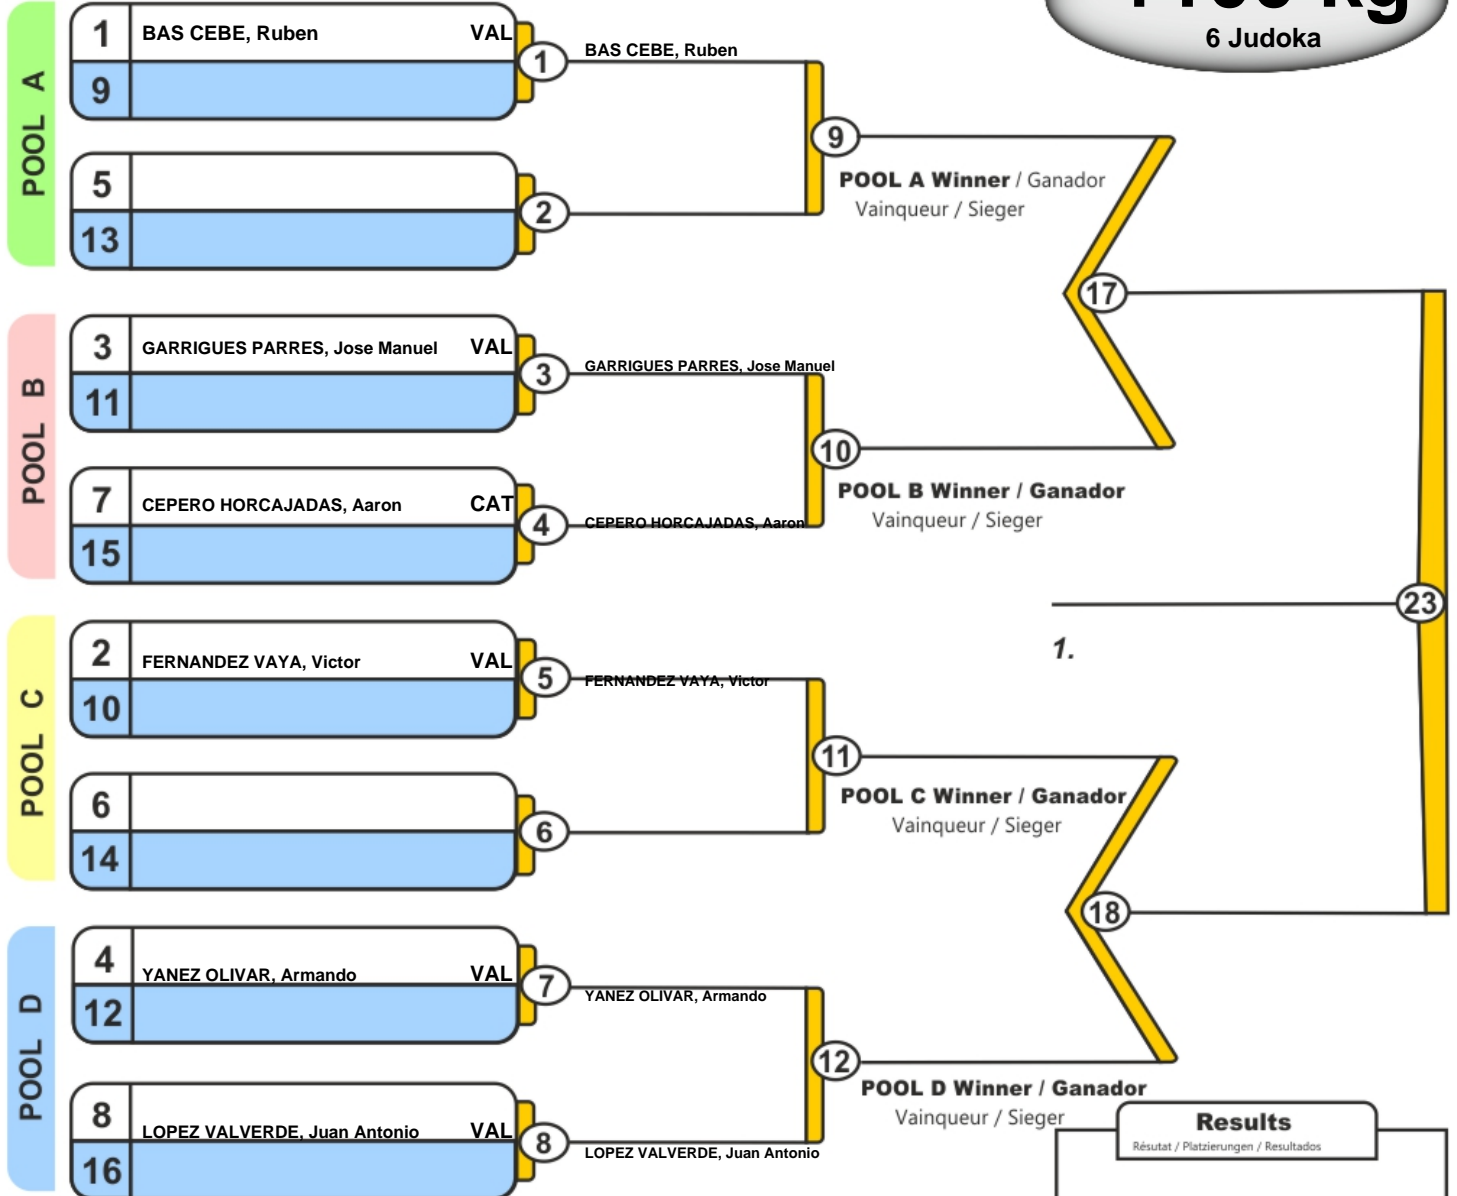 6 Judoka
POOL A
1 BAS CEBE, Ruben VAL
9
1
BAS CEBE, Ruben
5
13
2
9
POOL A Winner / Ganador
Vainqueur / Sieger
17
POOL B
3 GARRIGUES PARRES, Jose Manuel VAL
11
3
GARRIGUES PARRES, Jose Manuel
7 CEPERO HORCAJADAS, Aaron CAT
15
4
CEPERO HORCAJADAS, Aaron
10
POOL B Winner / Ganador
Vainqueur / Sieger
23
1.
POOL C
2 FERNANDEZ VAYA, Victor VAL
10
5
FERNANDEZ VAYA, Victor
6
14
6
11
POOL C Winner / Ganador
Vainqueur / Sieger
18
POOL D
4 YANEZ OLIVAR, Armando VAL
12
7
YANEZ OLIVAR, Armando
8 LOPEZ VALVERDE, Juan Antonio VAL
16
8
LOPEZ VALVERDE, Juan Antonio
12
POOL D Winner / Ganador
Vainqueur / Sieger
Results
Résutat / Platzierungen / Resultados